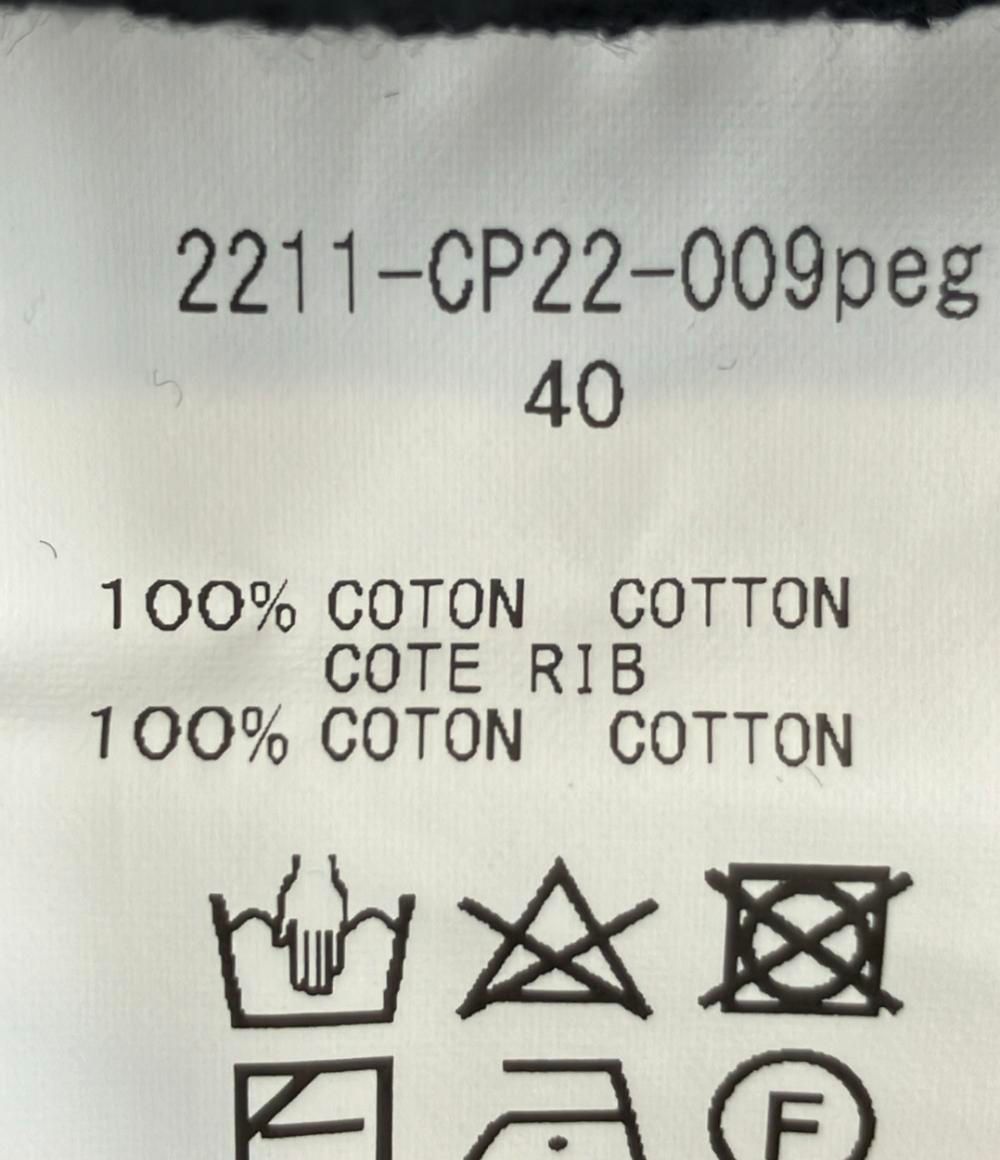 2211-CP22-009peg
40
100% COTON COTTON
COTE RIB
100% COTON COTTON
F